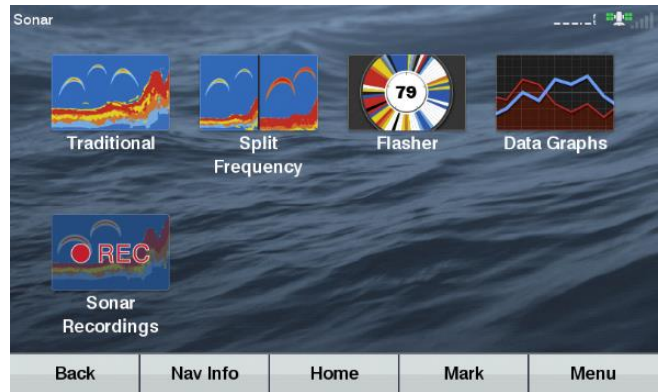 Sonar
79
Traditional
Split
Frequency
Flasher
Data Graphs
REC
Sonar
Recordings
Back
Nav Info
Home
Mark
Menu